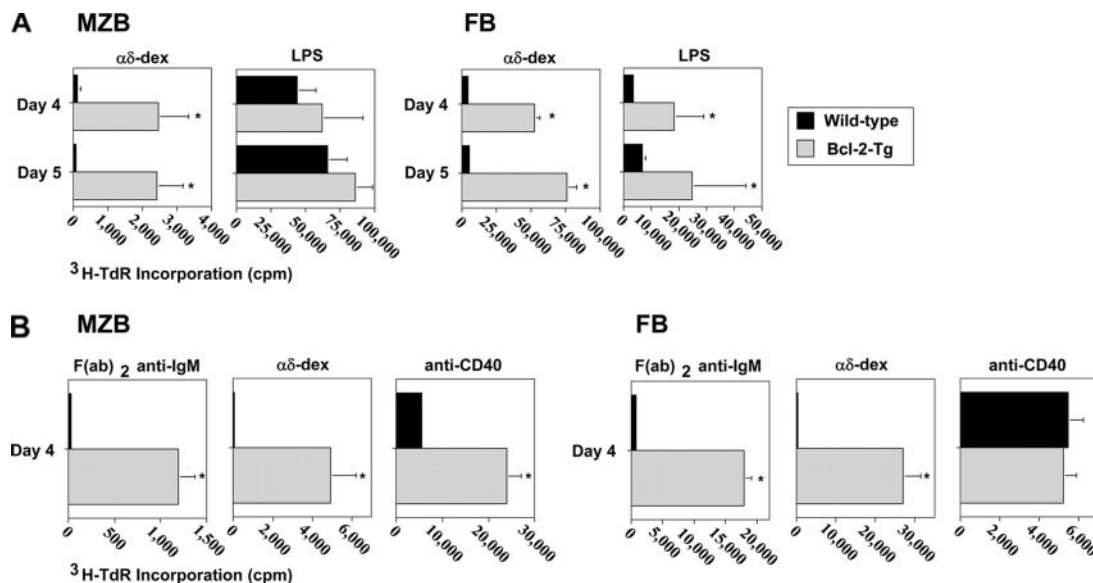 A MZB FB
αδ-dex LPS αδ-dex LPS
Day 4 * Day 4 * *
Day 5 * Day 5 * *
Wild-type
Bcl-2-Tg
0 1,000 2,000 3,000 4,000 0 25,000 50,000 75,000 100,000 0 25,000 50,000 75,000 100,000 0 10,000 20,000 30,000 40,000 50,000
3 H-TdR Incorporation (cpm)
B MZB FB
F(ab) 2 anti-IgM αδ-dex anti-CD40 F(ab) 2 anti-IgM αδ-dex anti-CD40
Day 4 * * * Day 4 * *
0 500 1,000 1,500 0 2,000 4,000 6,000 0 10,000 20,000 30,000 0 5,000 10,000 15,000 20,000 0 10,000 20,000 30,000 0 2,000 4,000 6,000
3 H-TdR Incorporation (cpm)